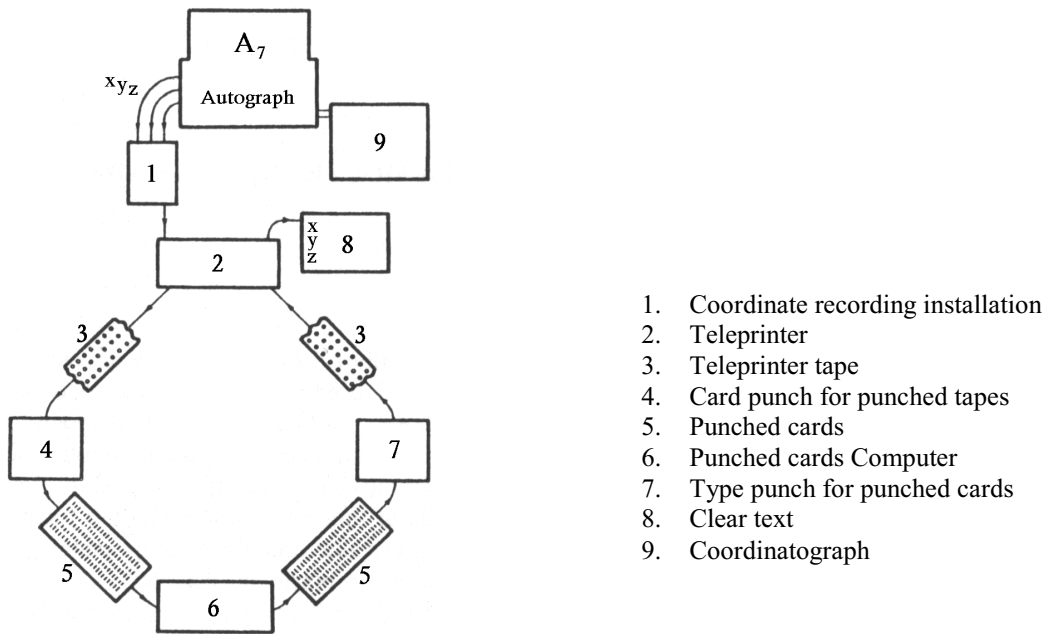 A7
Autograph
xyz
9
1
x
y
z
8
2
3
3
4
7
5
5
6
1. Coordinate recording installation
2. Teleprinter
3. Teleprinter tape
4. Card punch for punched tapes
5. Punched cards
6. Punched cards Computer
7. Type punch for punched cards
8. Clear text
9. Coordinatograph